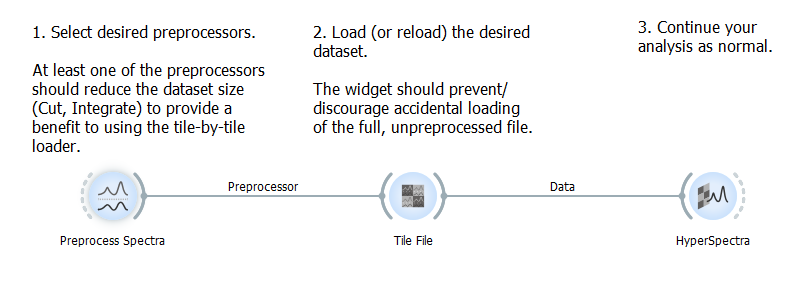 1. Select desired preprocessors.
At least one of the preprocessors
should reduce the dataset size
(Cut, Integrate) to provide a
benefit to using the tile-by-tile
loader.
2. Load (or reload) the desired
dataset.
The widget should prevent/
discourage accidental loading
of the full, unpreprocessed file.
3. Continue your
analysis as normal.
Preprocessor
Data
Preprocess Spectra
Tile File
HyperSpectra